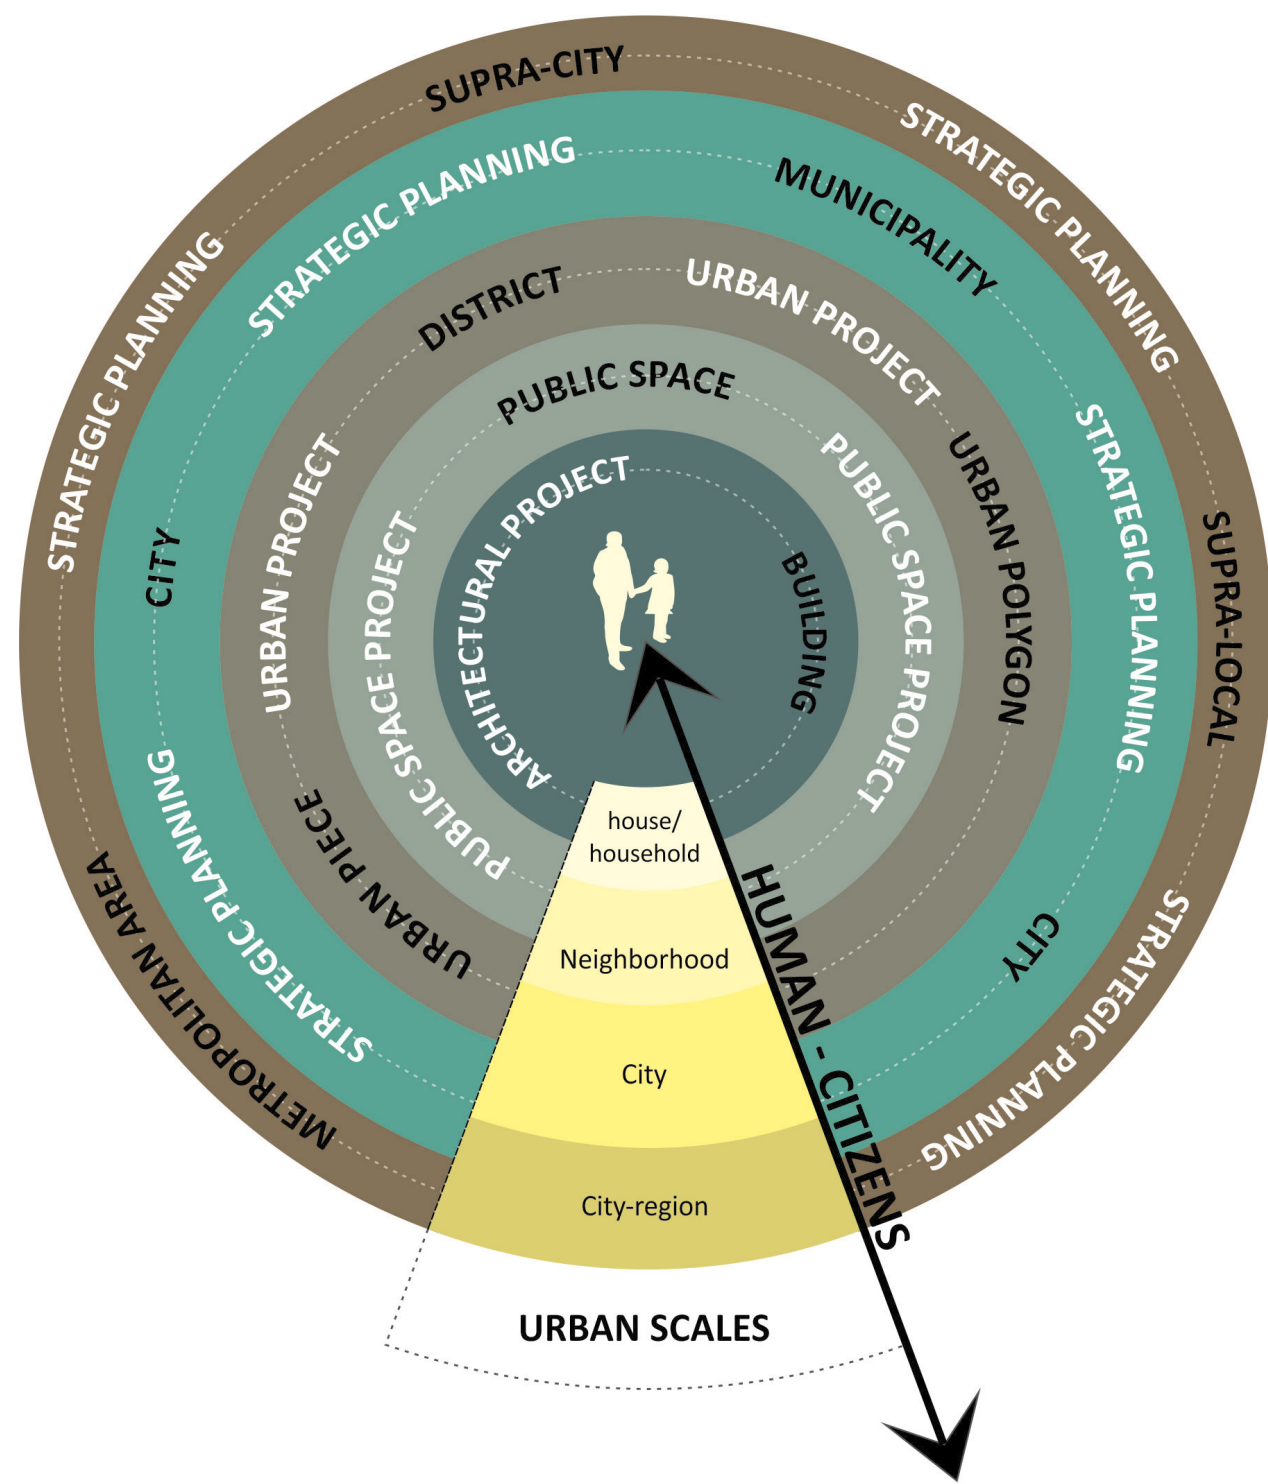 SUPRA-CITY
STRATEGIC PLANNING
SUPRA-LOCAL
STRATEGIC PLANNING
METROPOLITAN AREA
STRATEGIC PLANNING
STRATEGIC PLANNING
MUNICIPALITY
STRATEGIC PLANNING
CITY
STRATEGIC PLANNING
CITY
DISTRICT
URBAN PROJECT
URBAN POLYGON
URBAN PIECE
URBAN PROJECT
PUBLIC SPACE
PUBLIC SPACE PROJECT
PUBLIC SPACE PROJECT
ARCHITECTURAL PROJECT
BUILDING
house/
household
Neighborhood
City
City-region
HUMAN - CITIZENS
URBAN SCALES